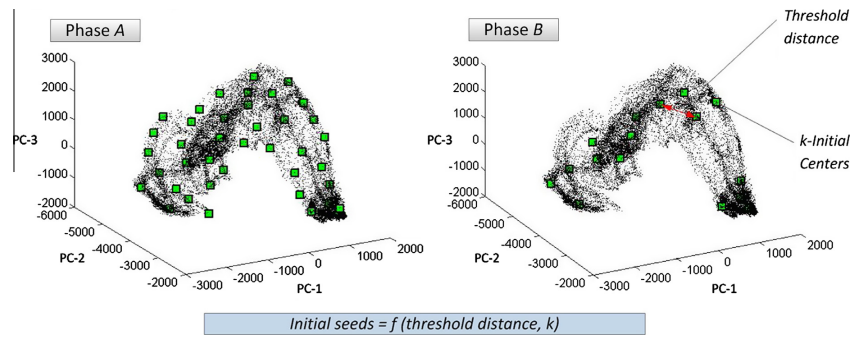 Phase A
Phase B
Threshold
distance
k-Initial
Centers
3000
2000
1000
0
-1000
-2000
PC-3
-6000
-5000
-4000
-3000
-2000
PC-2
-3000
-2000
-1000
0
1000
2000
PC-1
3000
2000
1000
0
-1000
-2000
PC-3
-6000
-5000
-4000
-3000
-2000
PC-2
-3000
-2000
-1000
0
1000
2000
PC-1
Initial seeds = f (threshold distance, k)